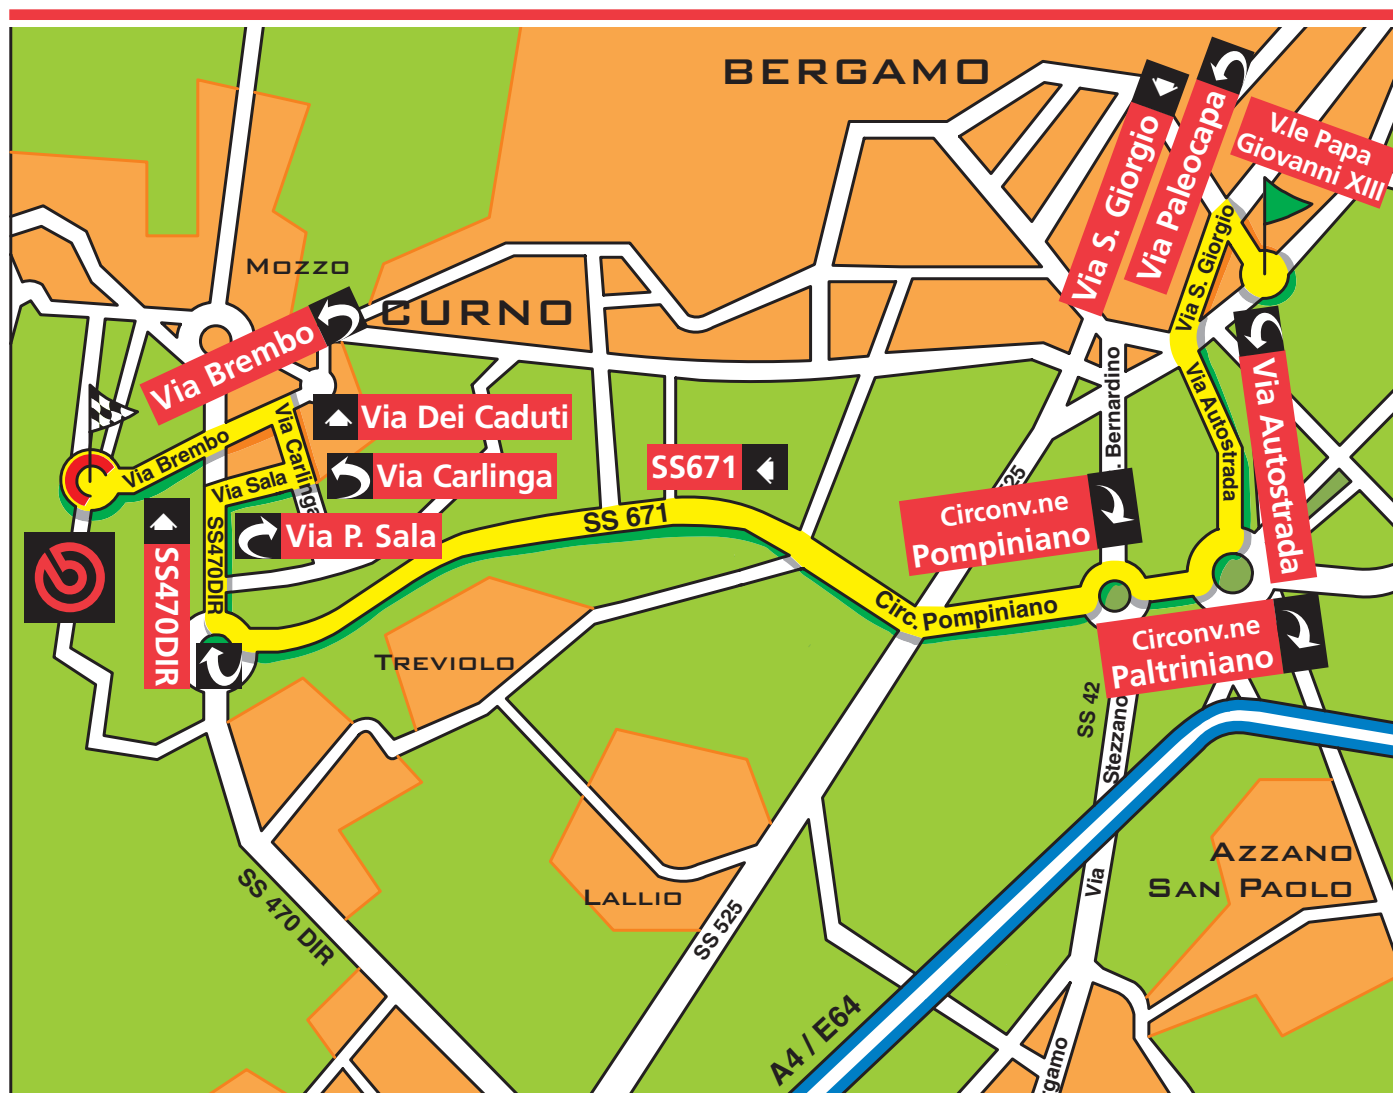 BERGAMO
V.le Papa
Giovanni XIII
Via Paleocapa
Via S. Giorgio
Via S. Giorgio
Mozzo
CURNO
Via Brembo
Via Dei Caduti
Via Carlinga
Via P. Sala
Via Brembo
Via Carlinga
Via Sala
SS470DIR
SS470DIR
SS671
SS 671
Bernardino
Via Autostrada
Via Autostrada
Circonv.ne
Pompiniano
Circ. Pompiniano
Circonv.ne
Paltriniano
Treviolo
SS 42
Stezzano
Via
Azzano
San Paolo
Lallio
SS 470 DIR
SS 525
A4 / E64